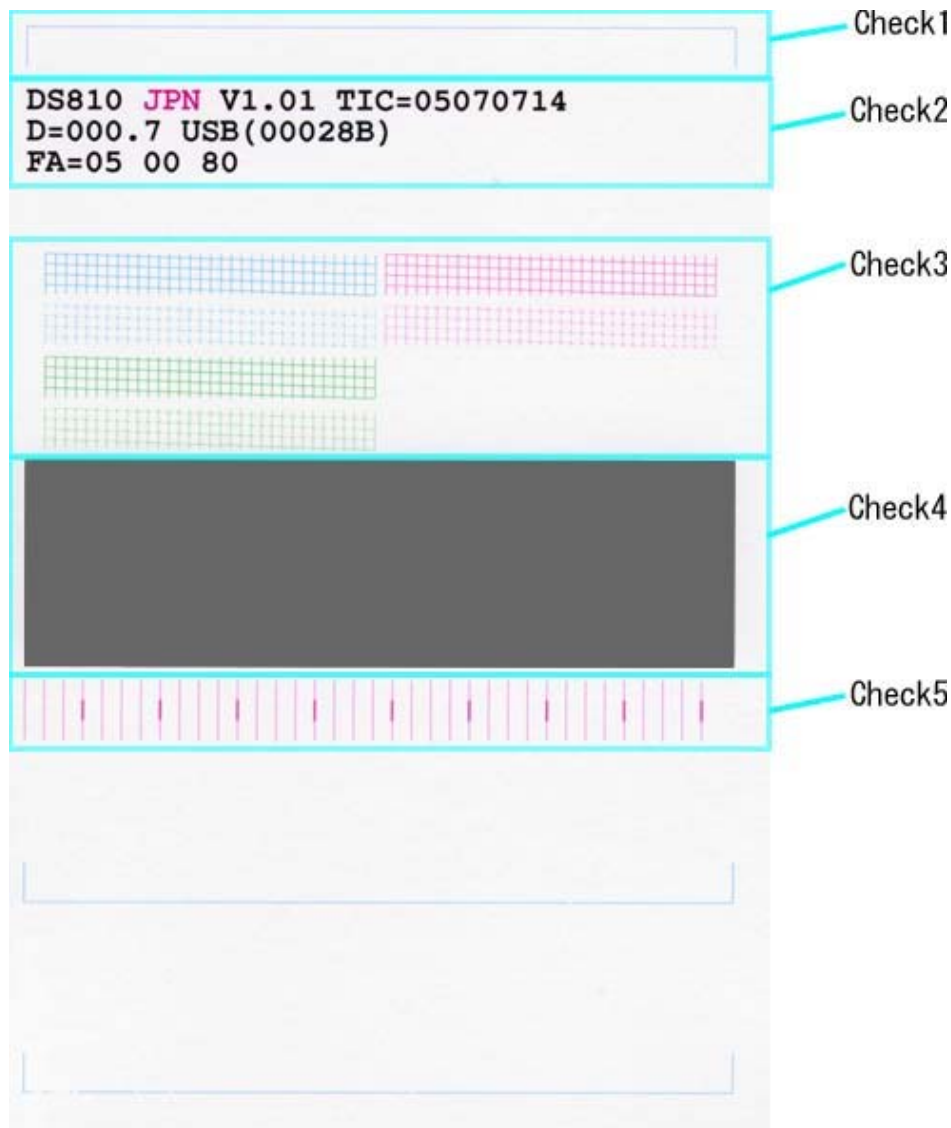 Check1
DS810 JPN V1.01 TIC=05070714
D=000.7 USB(00028B)
FA=05 00 80
Check2
Check3
Check4
Check5